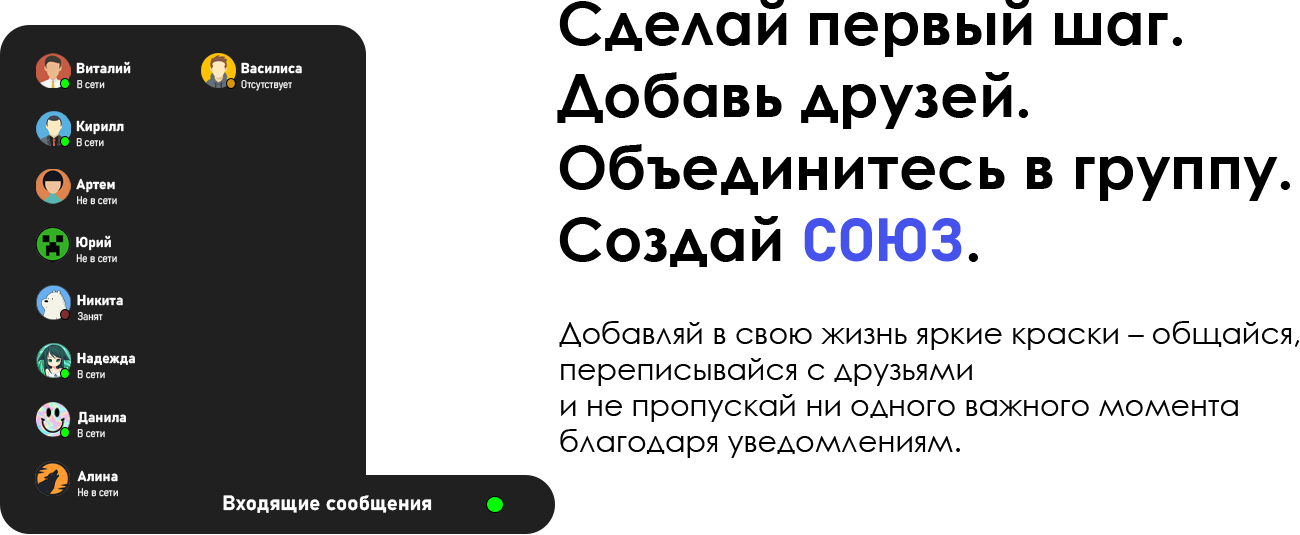 Виталий
В сети
Василиса
Отсутствует
Кирилл
В сети
Артем
Не в сети
Юрий
Не в сети
Никита
Занят
Надежда
В сети
Данила
В сети
Алина
Не в сети
Входящие сообщения
Сделай первый шаг.
Добавь друзей.
Объединитесь в группу.
Создай СОЮЗ.
Добавляй в свою жизнь яркие краски – общайся,
переписывайся с друзьями
и не пропускай ни одного важного момента
благодаря уведомлениям.